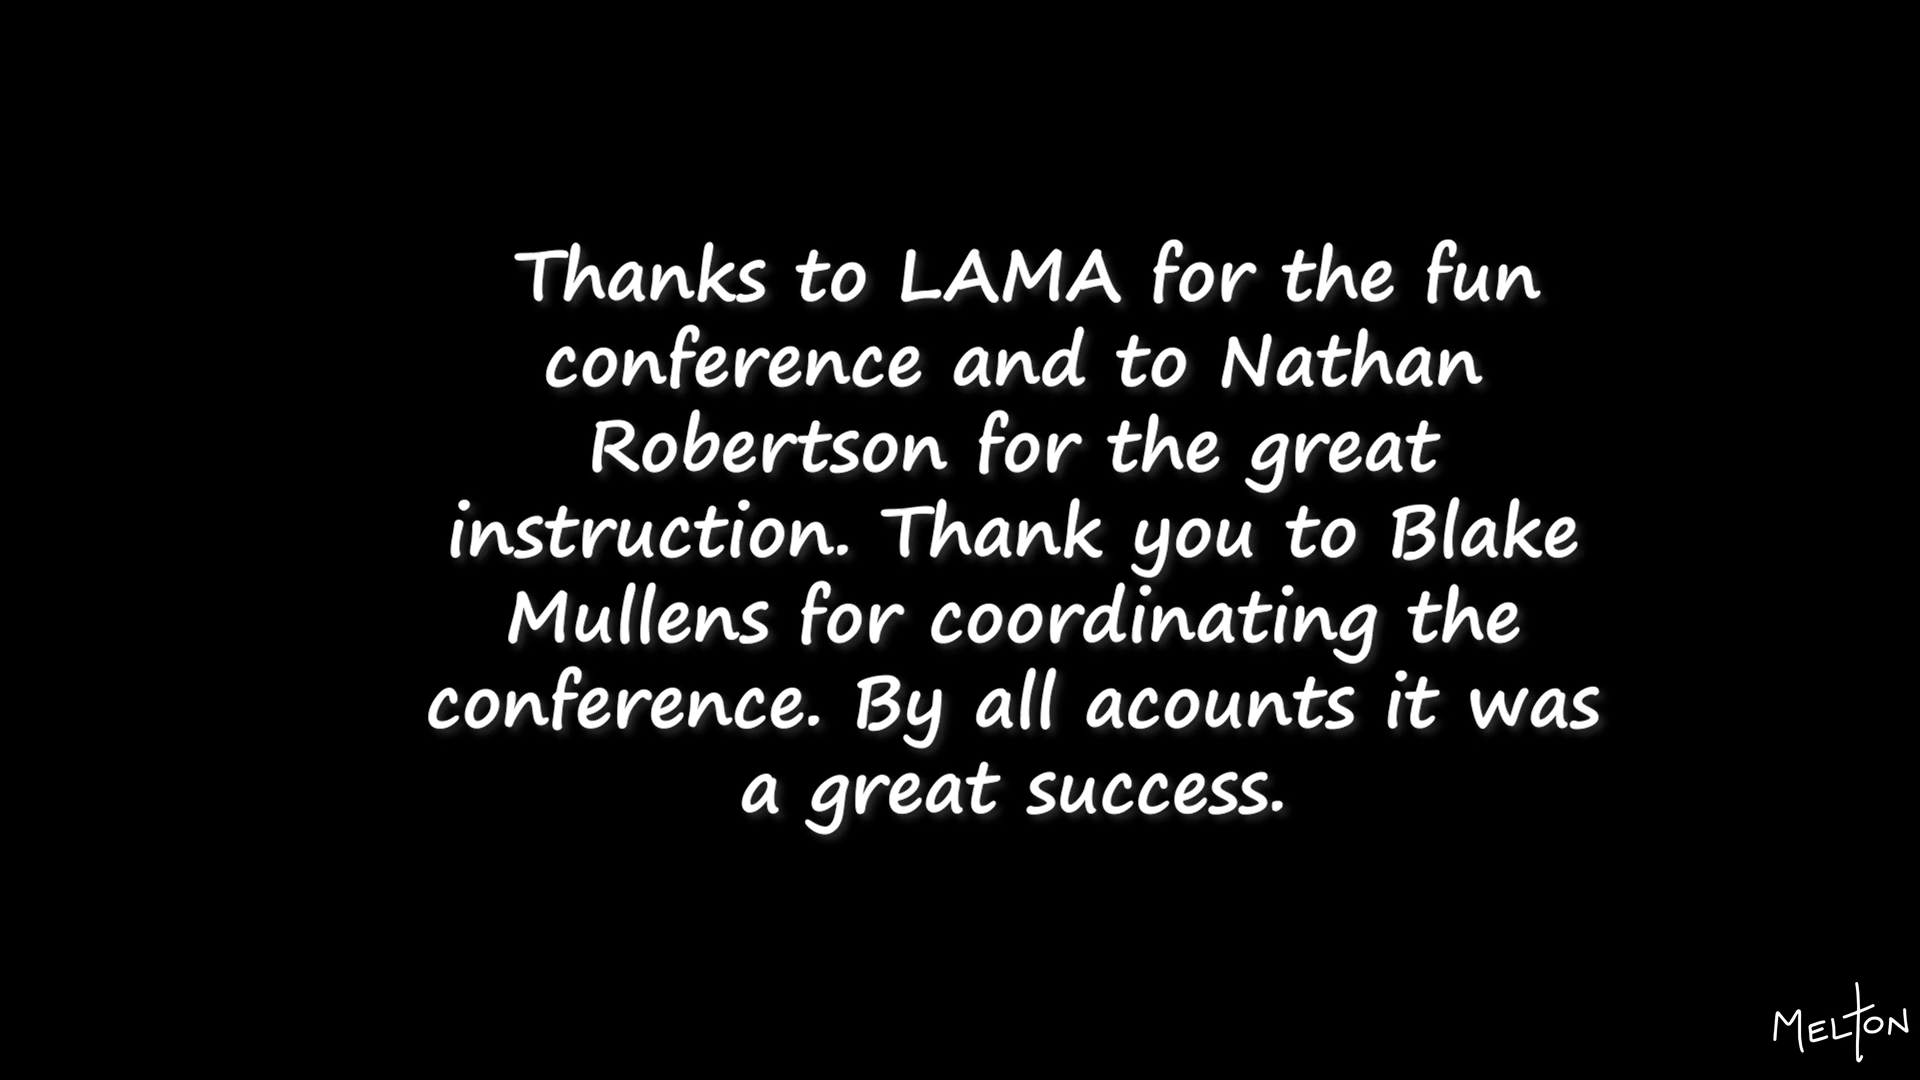 Thanks to LAMA for the fun
conference and to Nathan
Robertson for the great
instruction. Thank you to Blake
Mullens for coordinating the
conference. By all acounts it was
a great success.
MELTON